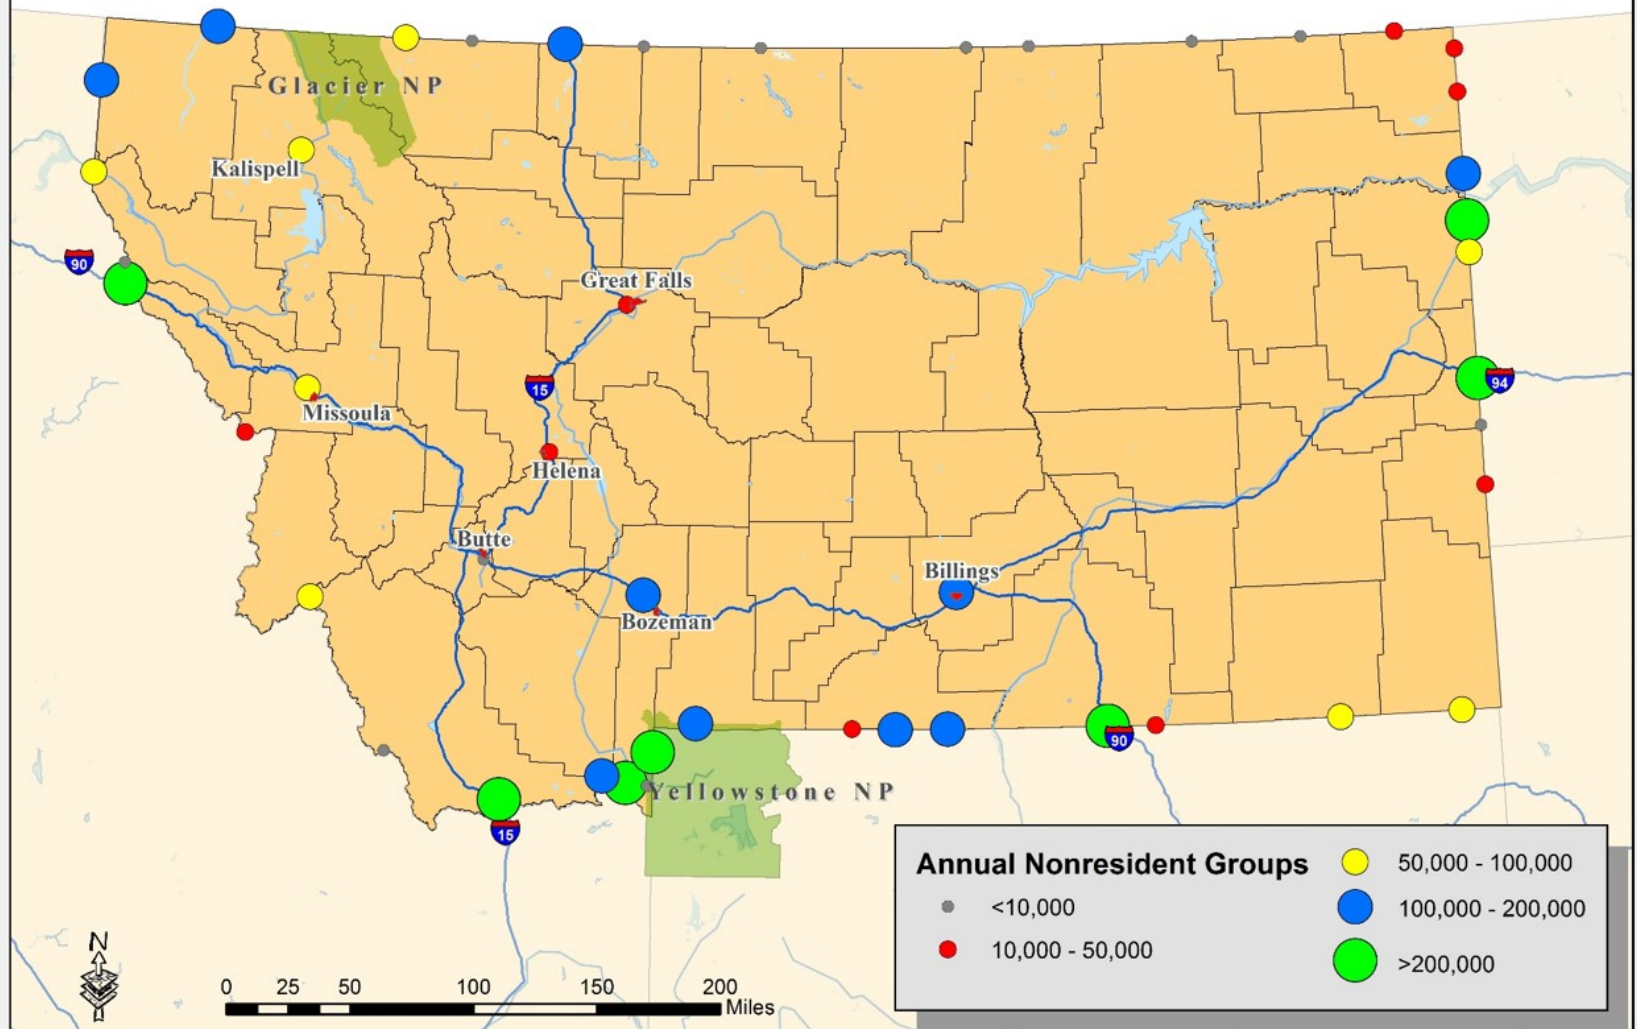 Glacier NP
Kalispell
90
Great Falls
15
94
Missoula
Helena
Butte
Billings
Bozeman
90
Yellowstone NP
15
Annual Nonresident Groups
<10,000
10,000 - 50,000
50,000 - 100,000
100,000 - 200,000
>200,000
N
0 25 50 100 150 200
Miles